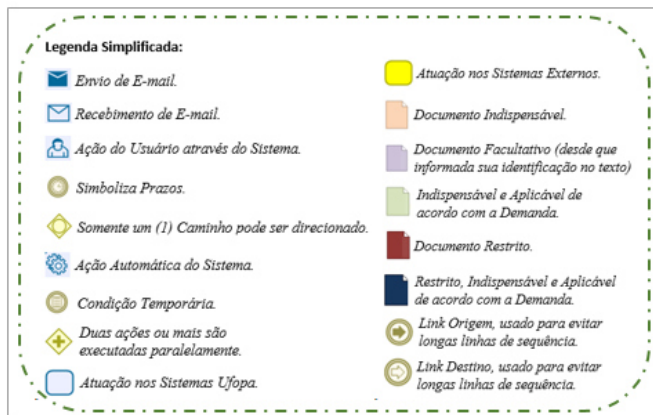 Legenda Simplificada:
Envio de E-mail.
Recebimento de E-mail.
Ação do Usuário através do Sistema.
Simboliza Prazos.
Somente um (1) Caminho pode ser direcionado.
Ação Automática do Sistema.
Condição Temporária.
Duas ações ou mais são
executadas paralelamente.
Atuação nos Sistemas Ufopa.
Atuação nos Sistemas Externos.
Documento Indispensável.
Documento Facultativo (desde que
informada sua identificação no texto)
Indispensável e Aplicável de
acordo com a Demanda.
Documento Restrito.
Restrito, Indispensável e Aplicável
de acordo com a Demanda.
Link Origem, usado para evitar
longas linhas de sequência.
Link Destino, usado para evitar
longas linhas de sequência.